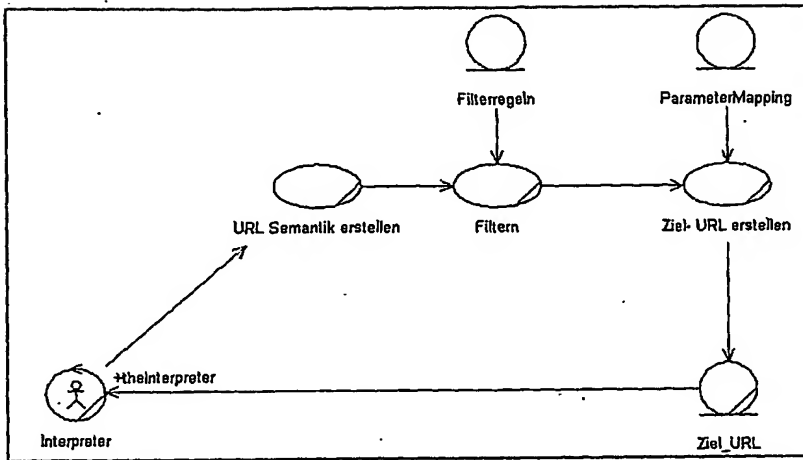 Filterregeln
ParameterMapping
URL Semantik erstellen
Filtern
Ziel- URL erstellen
+theInterpreter
Interpreter
Ziel_URL